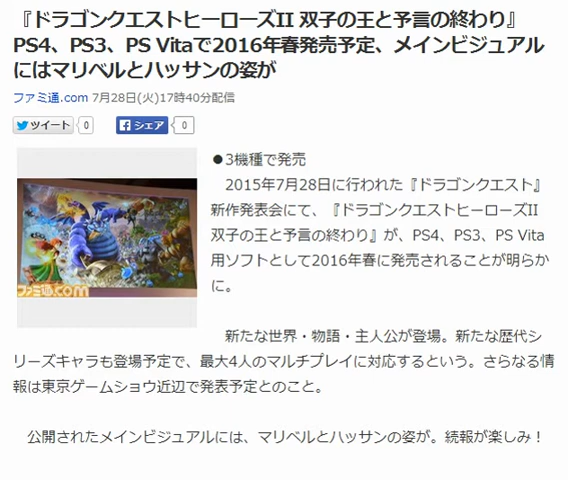 『ドラゴンクエストヒーローズII 双子の王と予言の終わり』
PS4、PS3、PS Vitaで2016年春発売予定、メインビジュアル
にはマリベルとハッサンの姿が
ファミ通.com 7月28日(火)17時40分配信
ツイート 0 シェア 0
●3機種で発売
2015年7月28日に行われた『ドラゴンクエスト』
新作発表会にて、『ドラゴンクエストヒーローズII
双子の王と予言の終わり』が、PS4、PS3、PS Vita
用ソフトとして2016年春に発売されることが明らか
に。
ファミ通.com
新たな世界・物語・主人公が登場。新たな歴代シ
リーズキャラも登場予定で、最大4人のマルチプレイに対応するという。さらなる情
報は東京ゲームショウ近辺で発表予定とのこと。
公開されたメインビジュアルには、マリベルとハッサンの姿が。続報が楽しみ！